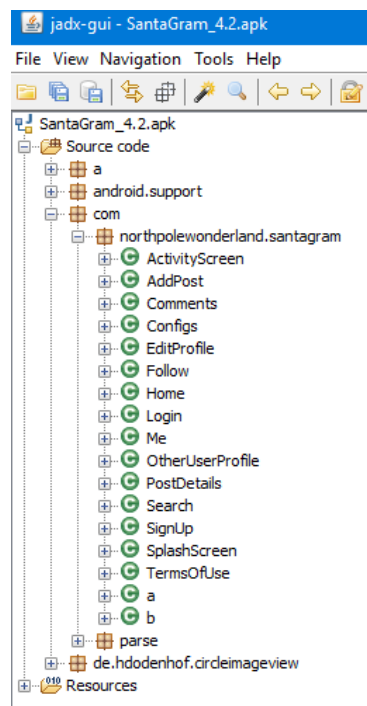 jadx-gui - SantaGram_4.2.apk
File View Navigation Tools Help
SantaGram_4.2.apk
Source code
a
android.support
com
northpolewonderland.santagram
ActivityScreen
AddPost
Comments
Configs
EditProfile
Follow
Home
Login
Me
OtherUserProfile
PostDetails
Search
SignUp
SplashScreen
TermsOfUse
a
b
parse
de.hdodenhof.circleimageview
Resources